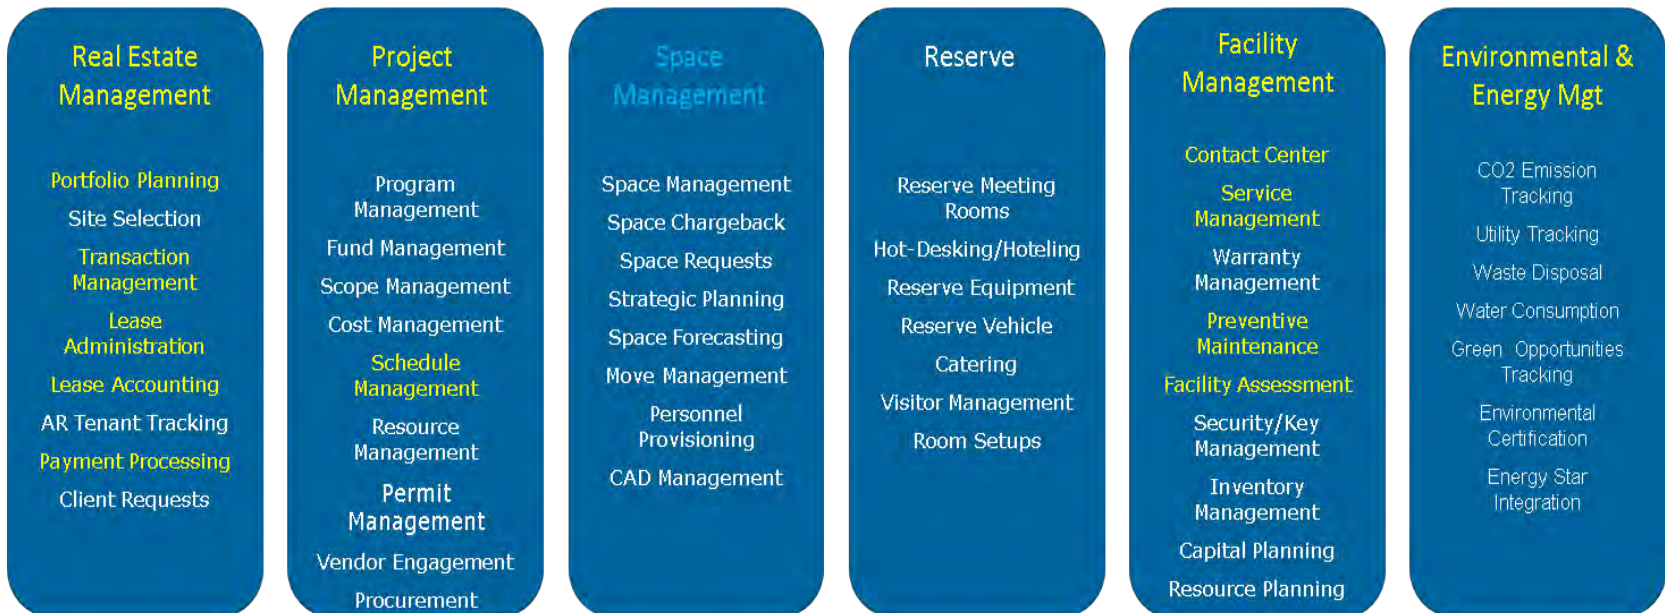 Real Estate
Management
Portfolio Planning
Site Selection
Transaction
Management
Lease
Administration
Lease Accounting
AR Tenant Tracking
Payment Processing
Client Requests
Project
Management
Program
Management
Fund Management
Scope Management
Cost Management
Schedule
Management
Resource
Management
Permit
Management
Vendor Engagement
Procurement
Space
Management
Space Management
Space Chargeback
Space Requests
Strategic Planning
Space Forecasting
Move Management
Personnel
Provisioning
CAD Management
Reserve
Reserve Meeting
Rooms
Hot-Desking/Hoteling
Reserve Equipment
Reserve Vehicle
Catering
Visitor Management
Room Setups
Facility
Management
Contact Center
Service
Management
Warranty
Management
Preventive
Maintenance
Facility Assessment
Security/Key
Management
Inventory
Management
Capital Planning
Resource Planning
Environmental &
Energy Mgt
CO2 Emission
Tracking
Utility Tracking
Waste Disposal
Water Consumption
Green Opportunities
Tracking
Environmental
Certification
Energy Star
Integration